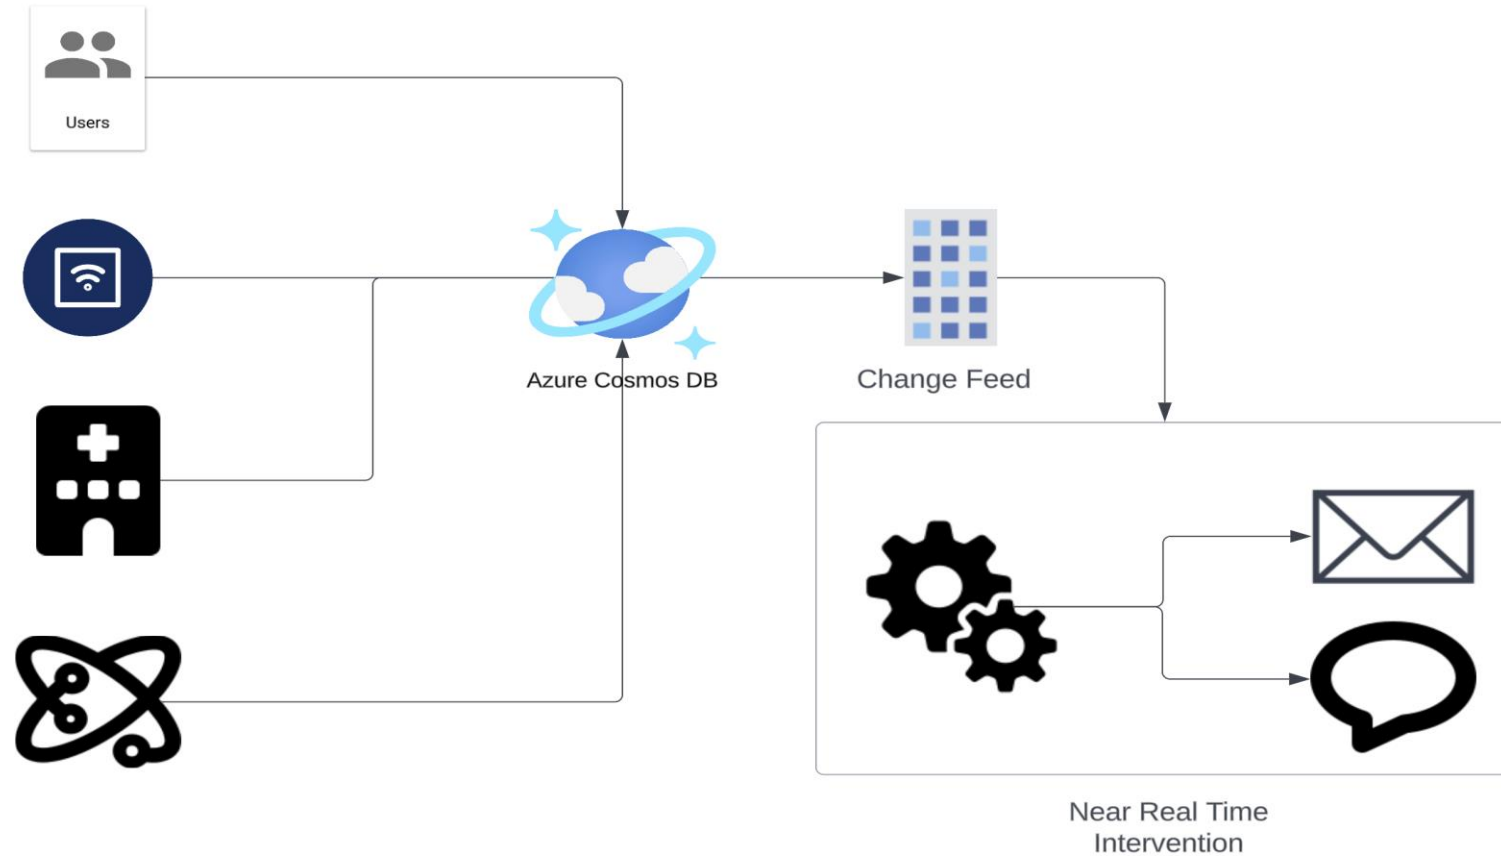 Users
Azure Cosmos DB
Change Feed
Near Real Time
Intervention